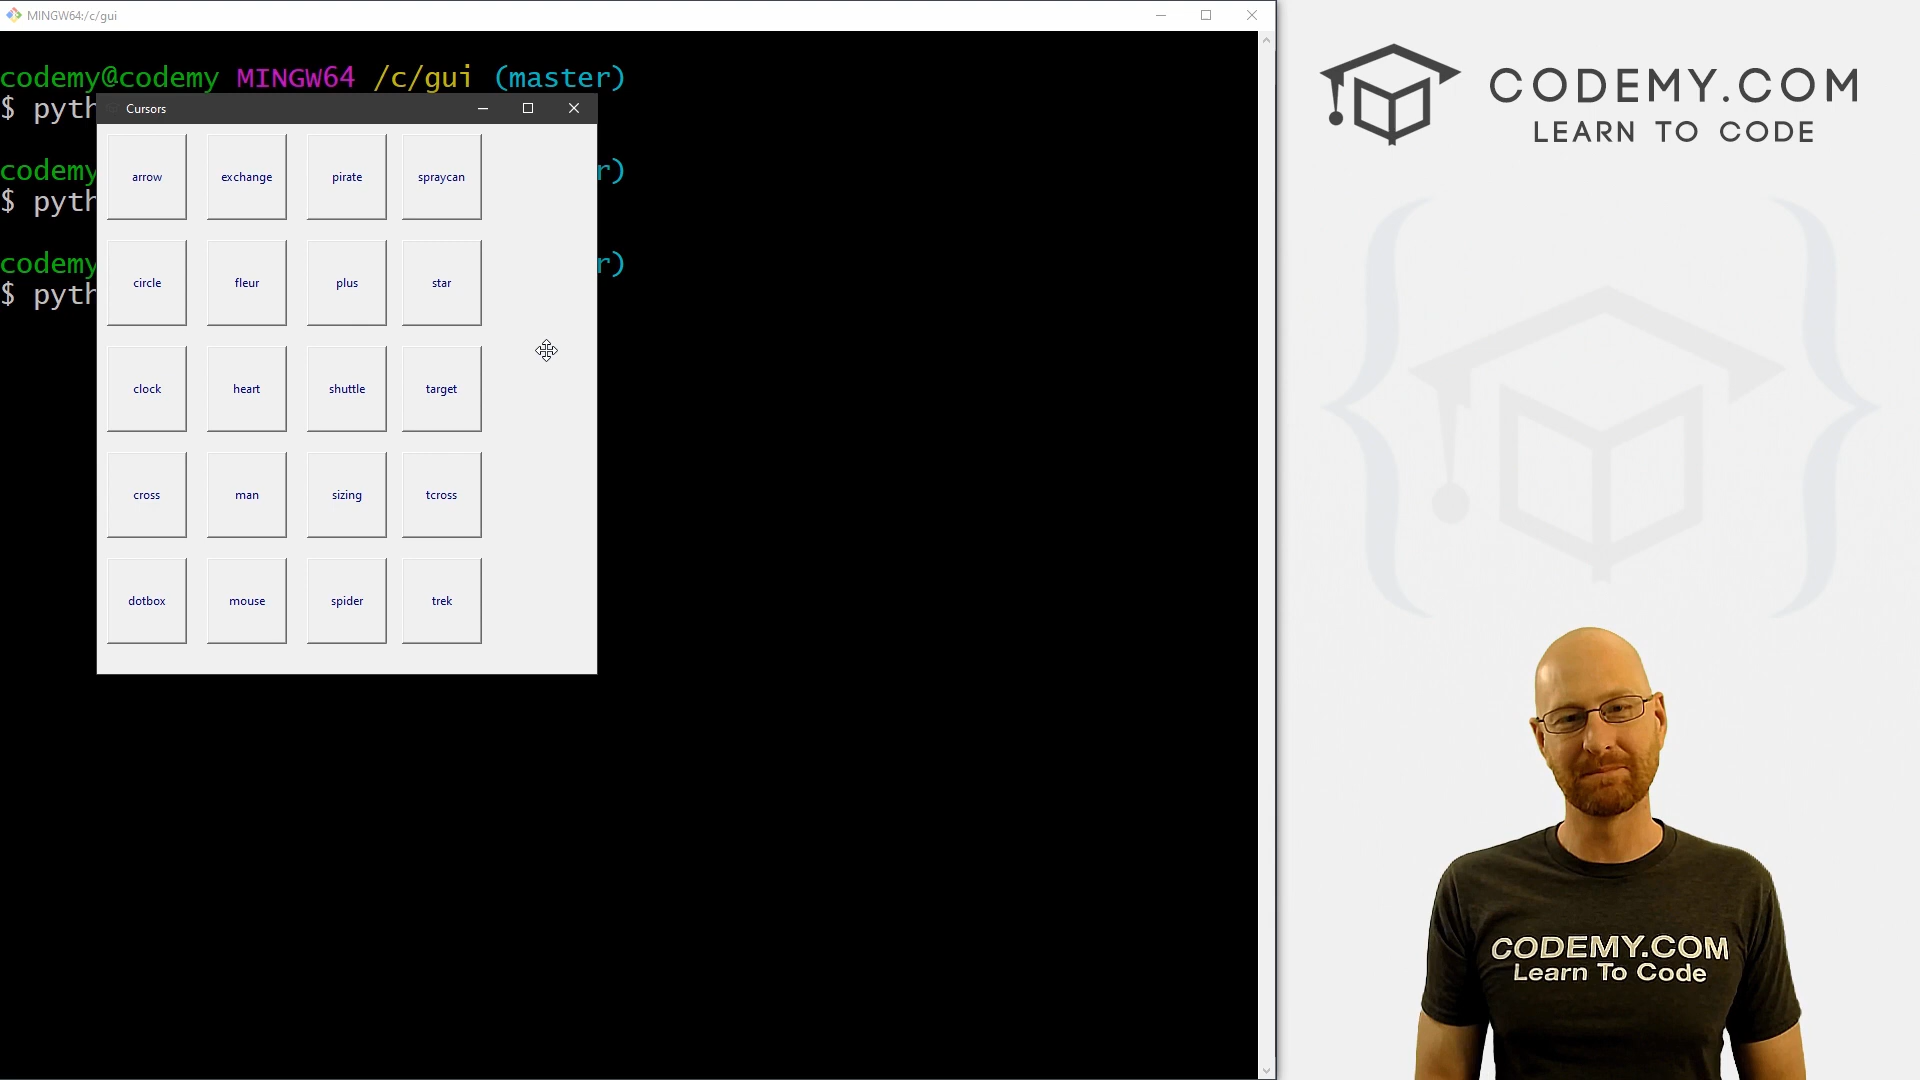 MINGW64:/c/gui
codemy@codemy MINGW64 /c/gui (master)
$ pyth
codemy r)
$ pyth
codemy r)
$ pyth
Cursors
arrow exchange pirate spraycan
circle fleur plus star
clock heart shuttle target
cross man sizing tcross
dotbox mouse spider trek
CODEMY.COM
LEARN TO CODE
CODEMY.COM
Learn To Code